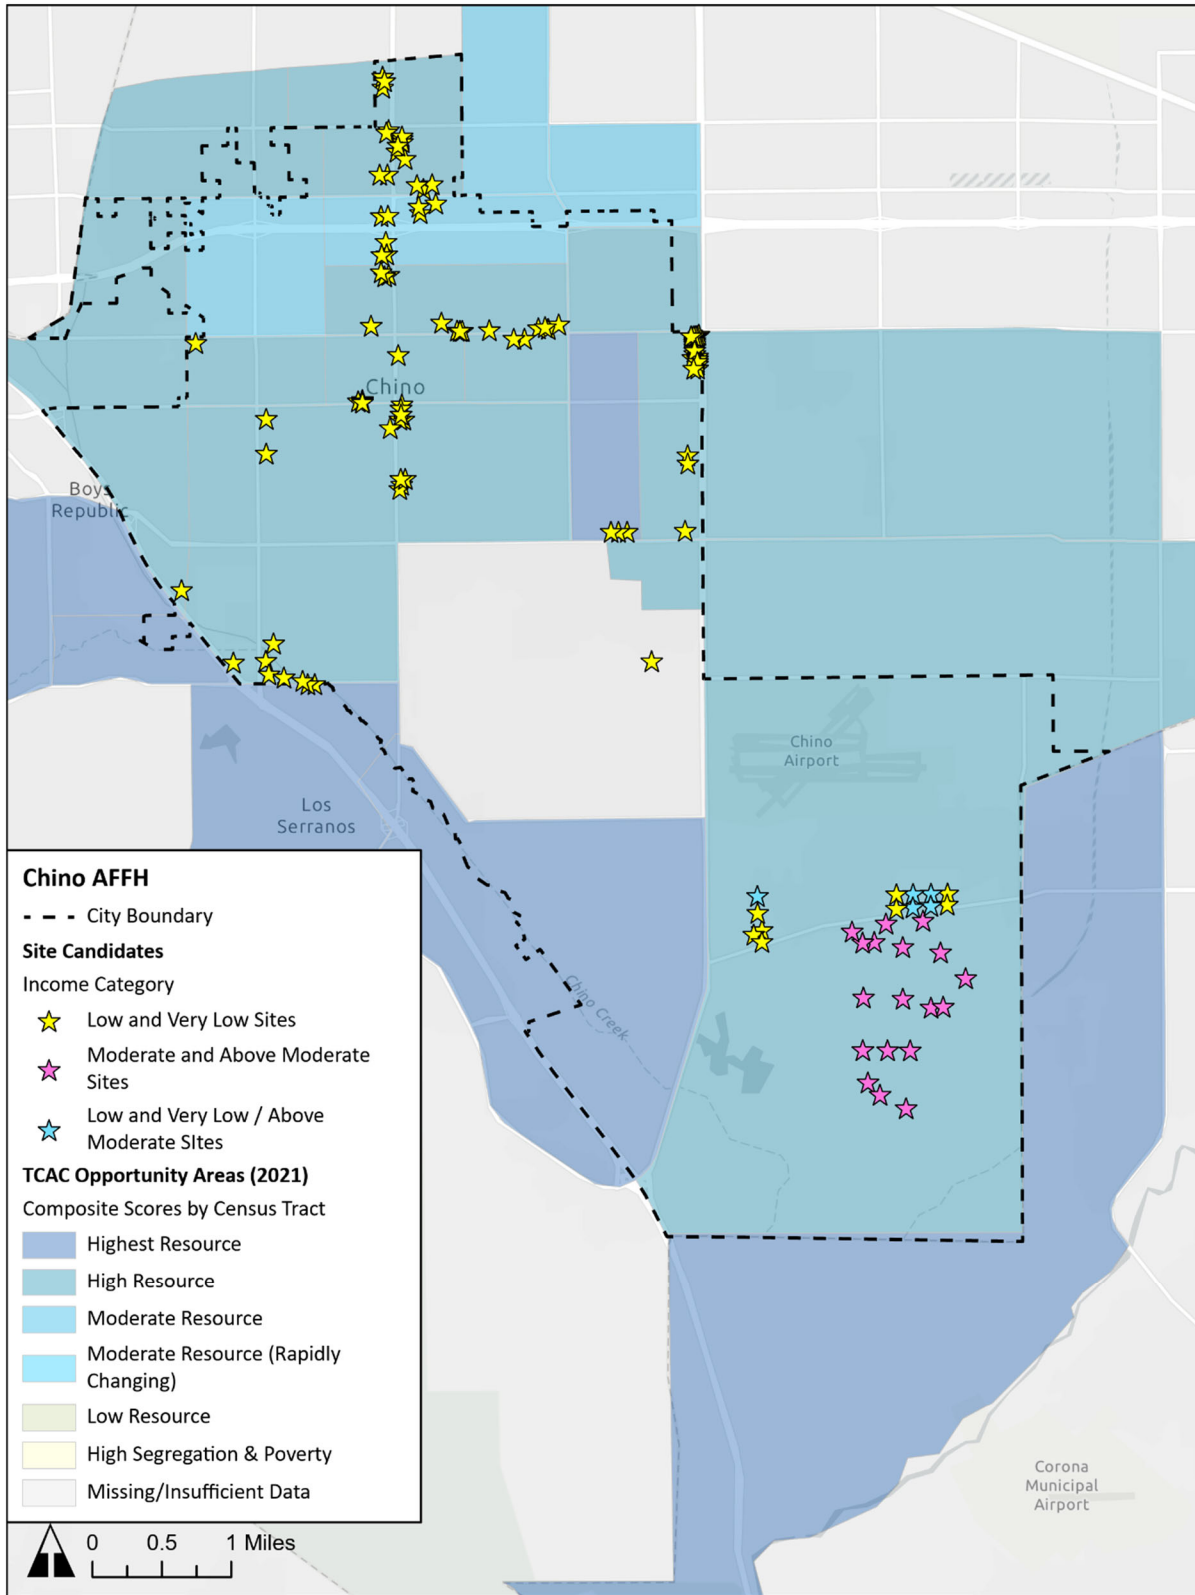 Chino
Boys
Republic
Chino
Airport
Los
Serranos
Chino Creek
Chino AFFH
City Boundary
Site Candidates
Income Category
Low and Very Low Sites
Moderate and Above Moderate
Sites
Low and Very Low / Above
Moderate SItes
TCAC Opportunity Areas (2021)
Composite Scores by Census Tract
Highest Resource
High Resource
Moderate Resource
Moderate Resource (Rapidly
Changing)
Low Resource
High Segregation & Poverty
Missing/Insufficient Data
Corona
Municipal
Airport
0 0.5 1 Miles